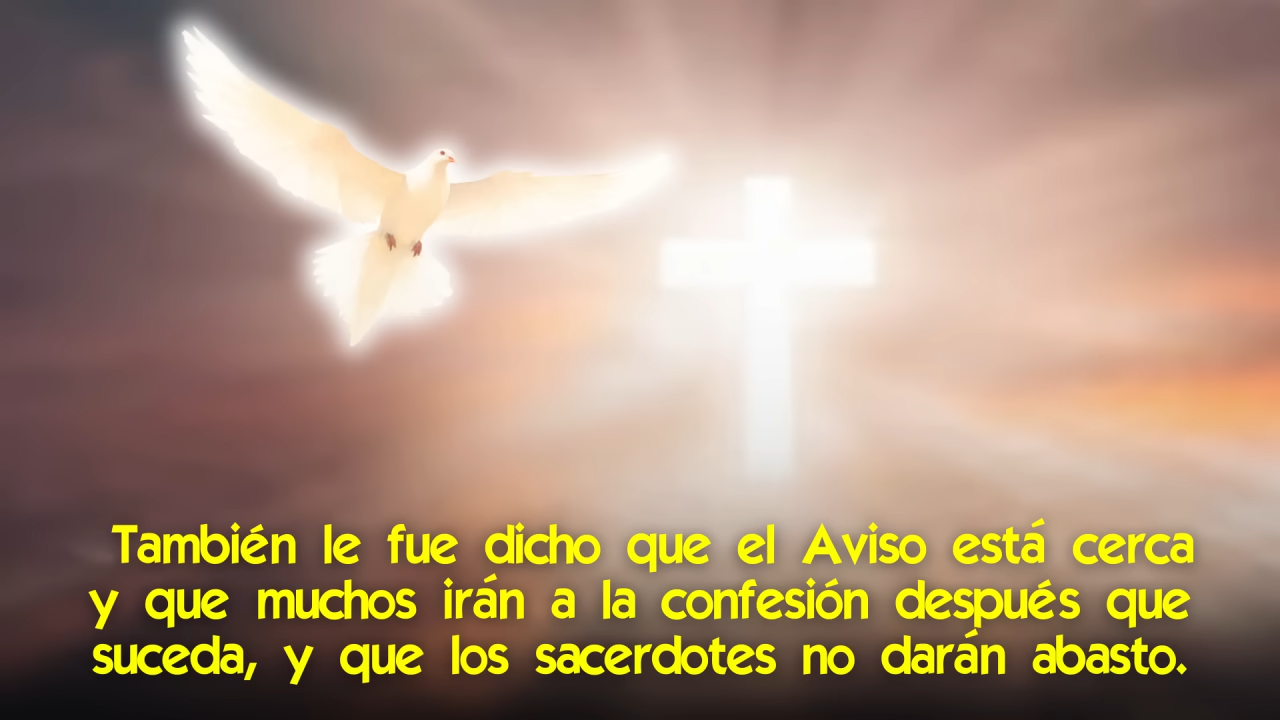 También le fue dicho que el Aviso está cerca
y que muchos irán a la confesión después que
suceda, y que los sacerdotes no darán abasto.